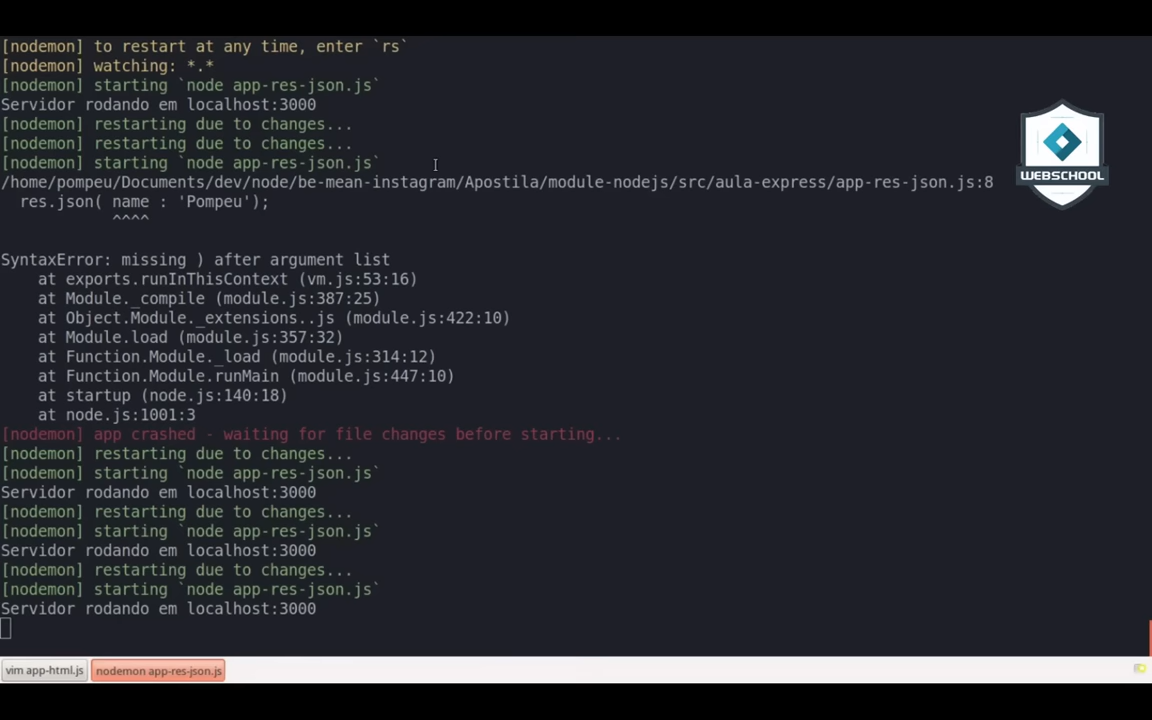 [nodemon] to restart at any time, enter `rs`
[nodemon] watching: *.*
[nodemon] starting `node app-res-json.js`
Servidor rodando em localhost:3000
[nodemon] restarting due to changes...
[nodemon] restarting due to changes...
[nodemon] starting `node app-res-json.js`
/home/pompeu/Documents/dev/node/be-mean-instagram/Apostila/module-nodejs/src/aula-express/app-res-json.js:8
  res.json( name : 'Pompeu');
            ^^^^
WEBSCHOOL
SyntaxError: missing ) after argument list
    at exports.runInThisContext (vm.js:53:16)
    at Module._compile (module.js:387:25)
    at Object.Module._extensions..js (module.js:422:10)
    at Module.load (module.js:357:32)
    at Function.Module._load (module.js:314:12)
    at Function.Module.runMain (module.js:447:10)
    at startup (node.js:140:18)
    at node.js:1001:3
[nodemon] app crashed - waiting for file changes before starting...
[nodemon] restarting due to changes...
[nodemon] starting `node app-res-json.js`
Servidor rodando em localhost:3000
[nodemon] restarting due to changes...
[nodemon] starting `node app-res-json.js`
Servidor rodando em localhost:3000
[nodemon] restarting due to changes...
[nodemon] starting `node app-res-json.js`
Servidor rodando em localhost:3000
vim app-html.js
nodemon app-res-json.js